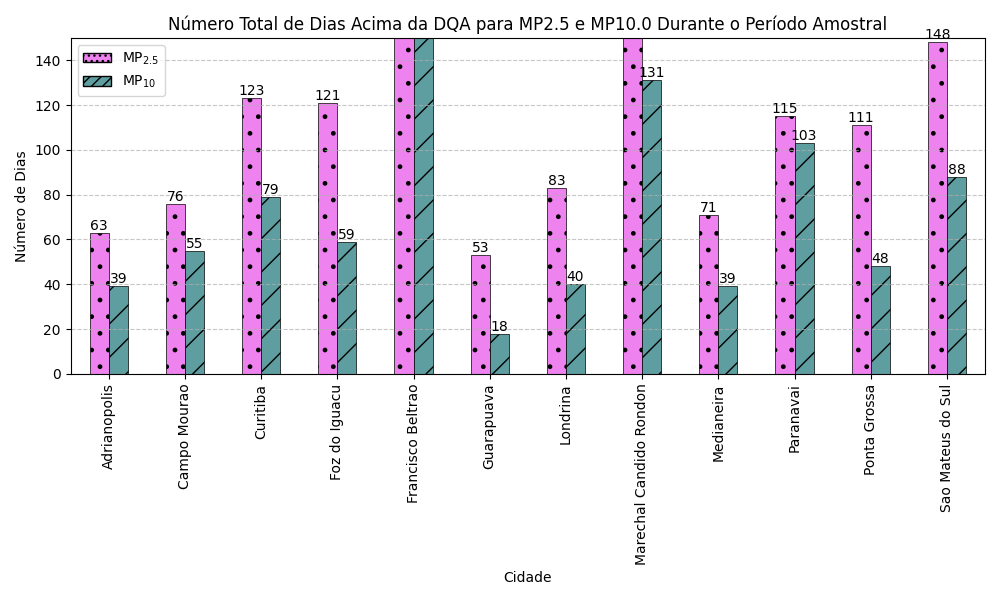 Número Total de Dias Acima da DQA para MP2.5 e MP10.0 Durante o Período Amostral
MP2.5
MP10
Número de Dias
140
120
100
80
60
40
20
0
63
39
76
55
123
79
121
59
53
18
83
40
131
71
39
115
103
111
48
148
88
Adrianopolis
Campo Mourao
Curitiba
Foz do Iguacu
Francisco Beltrao
Guarapuava
Londrina
Marechal Candido Rondon
Medianeira
Paranavai
Ponta Grossa
Sao Mateus do Sul
Cidade